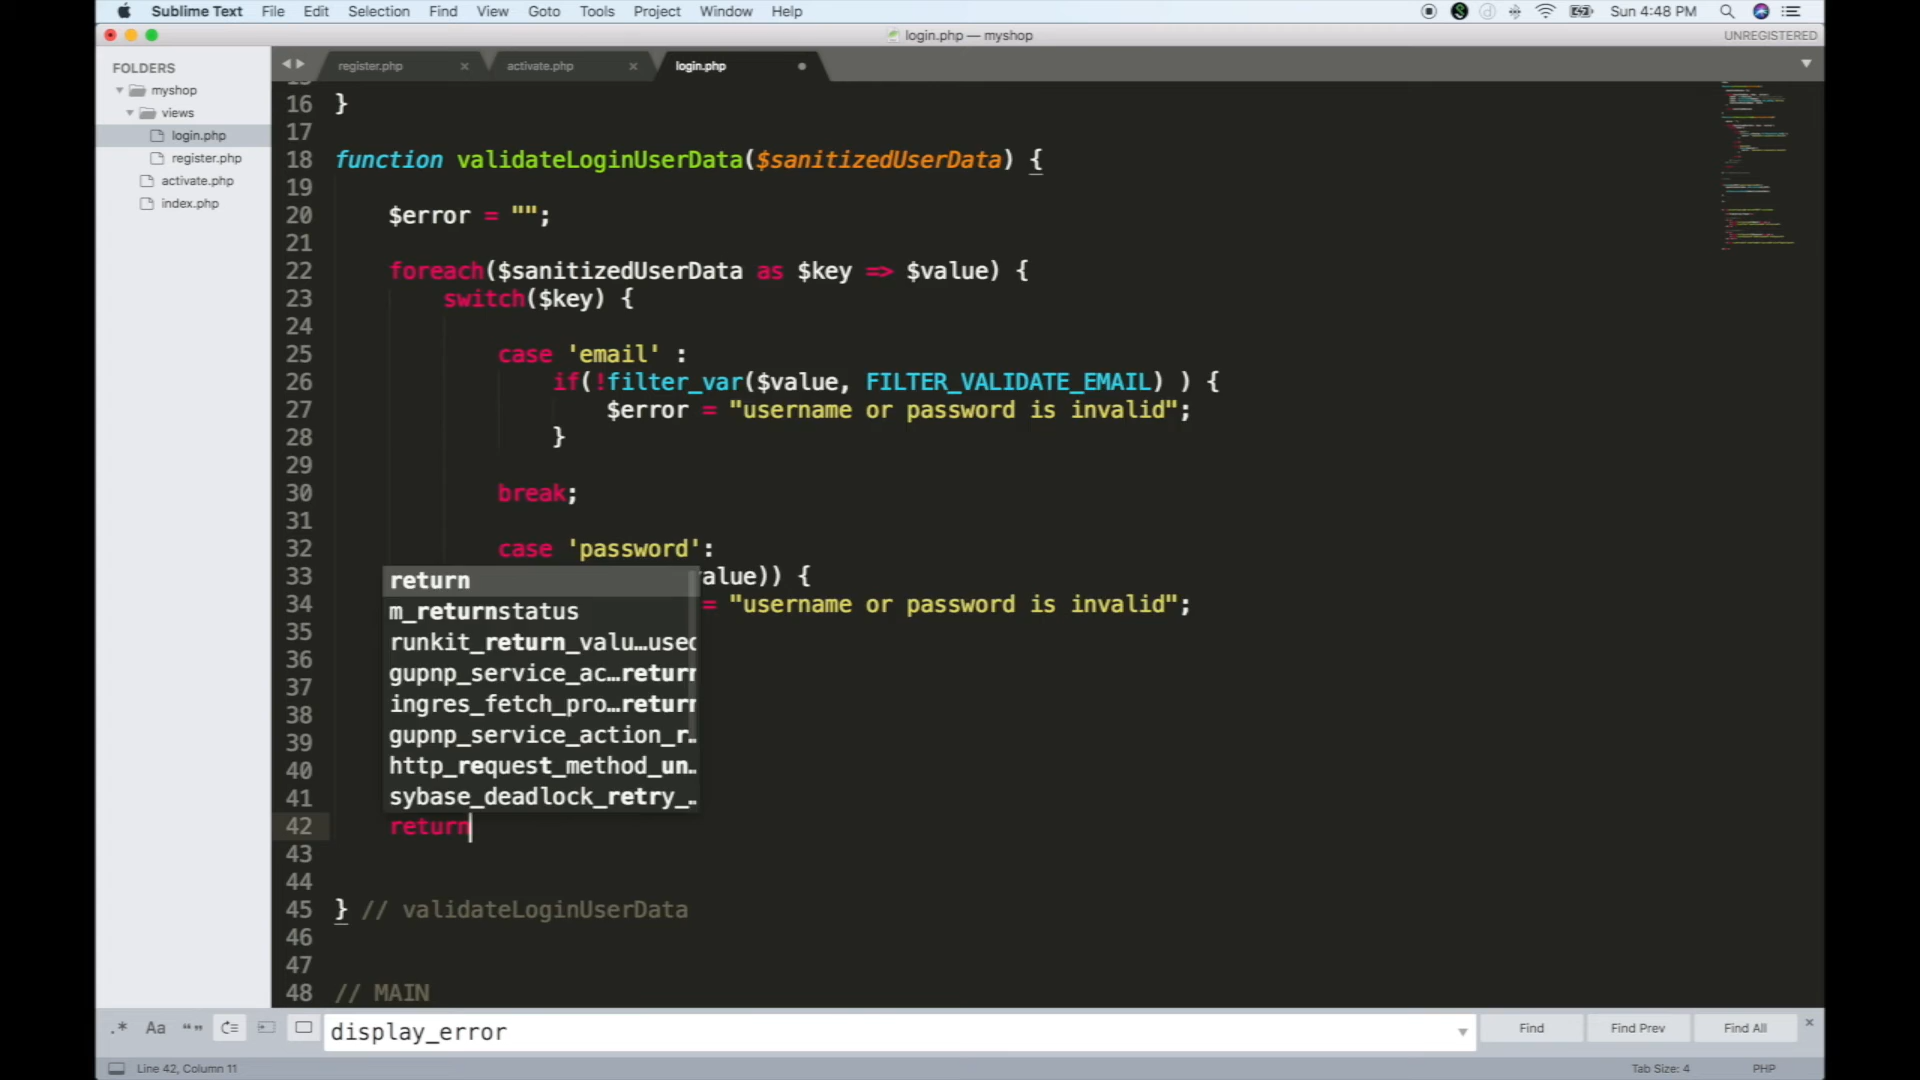 Sublime Text File Edit Selection Find View Goto Tools Project Window Help Sun 4:48 PM
login.php — myshop UNREGISTERED
FOLDERS
myshop
views
login.php
register.php
activate.php
index.php
register.php × activate.php × login.php
16 }
17
18 function validateLoginUserData($sanitizedUserData) {
19
20 $error = "";
21
22 foreach($sanitizedUserData as $key => $value) {
23 switch($key) {
24
25 case 'email' :
26 if(!filter_var($value, FILTER_VALIDATE_EMAIL) ) {
27 $error = "username or password is invalid";
28 }
29
30 break;
31
32 case 'password':
33 alue)) {
34 = "username or password is invalid";
35
36
37
38
39
40
41
42 return
43
44
45 } // validateLoginUserData
46
47
48 // MAIN
return
m_returnstatus
runkit_return_valu…used
gupnp_service_ac…return
ingres_fetch_pro…return
gupnp_service_action_r…
http_request_method_un…
sybase_deadlock_retry_…
.* Aa “” display_error Find Find Prev Find All ×
Line 42, Column 11 Tab Size: 4 PHP